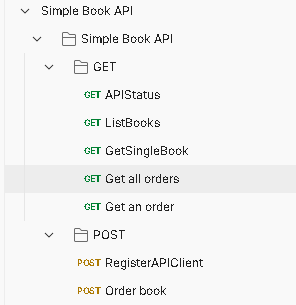 Simple Book API
Simple Book API
GET
GET APIStatus
GET ListBooks
GET GetSingleBook
GET Get all orders
GET Get an order
POST
POST RegisterAPIClient
POST Order book